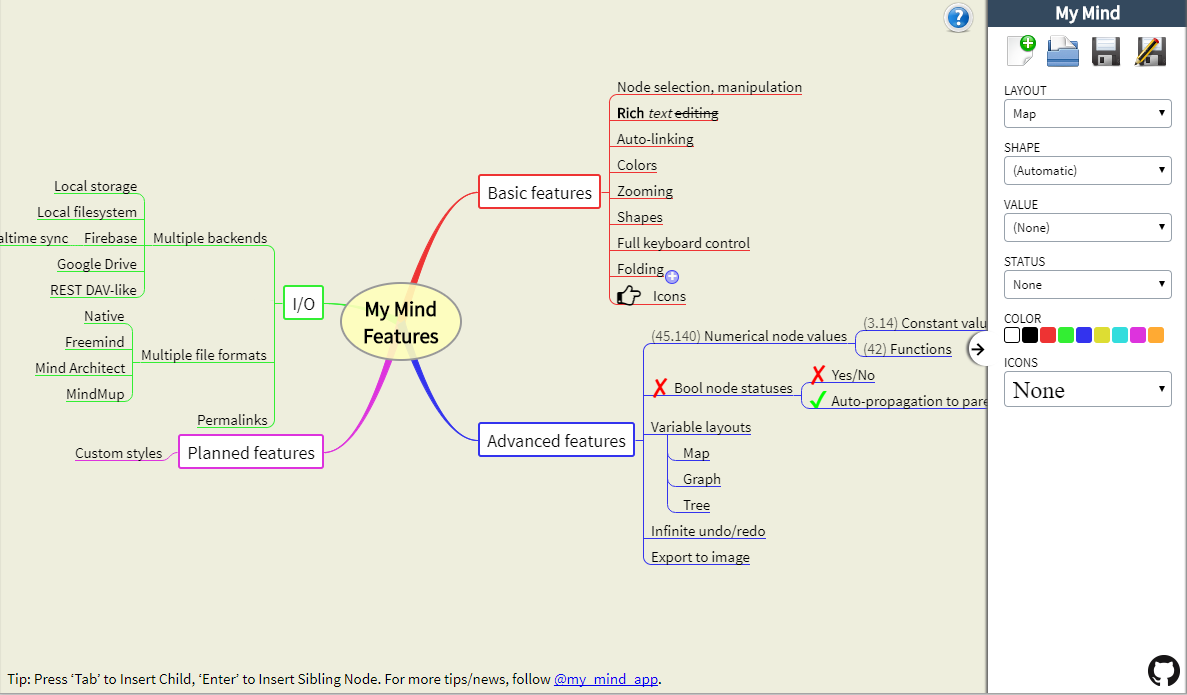 My Mind
LAYOUT
Map
SHAPE
(Automatic)
VALUE
(None)
STATUS
None
COLOR
ICONS
None
My Mind
Features
Basic features
Node selection, manipulation
Rich text editing
Auto-linking
Colors
Zooming
Shapes
Full keyboard control
Folding
Icons
Advanced features
(45.140) Numerical node values
(3.14) Constant valu
(42) Functions
Bool node statuses
Yes/No
Auto-propagation to pare
Variable layouts
Map
Graph
Tree
Infinite undo/redo
Export to image
I/O
Multiple backends
Local storage
Local filesystem
altime sync Firebase
Google Drive
REST DAV-like
Multiple file formats
Native
Freemind
Mind Architect
MindMup
Permalinks
Planned features
Custom styles
Tip: Press ‘Tab’ to Insert Child, ‘Enter’ to Insert Sibling Node. For more tips/news, follow @my_mind_app.